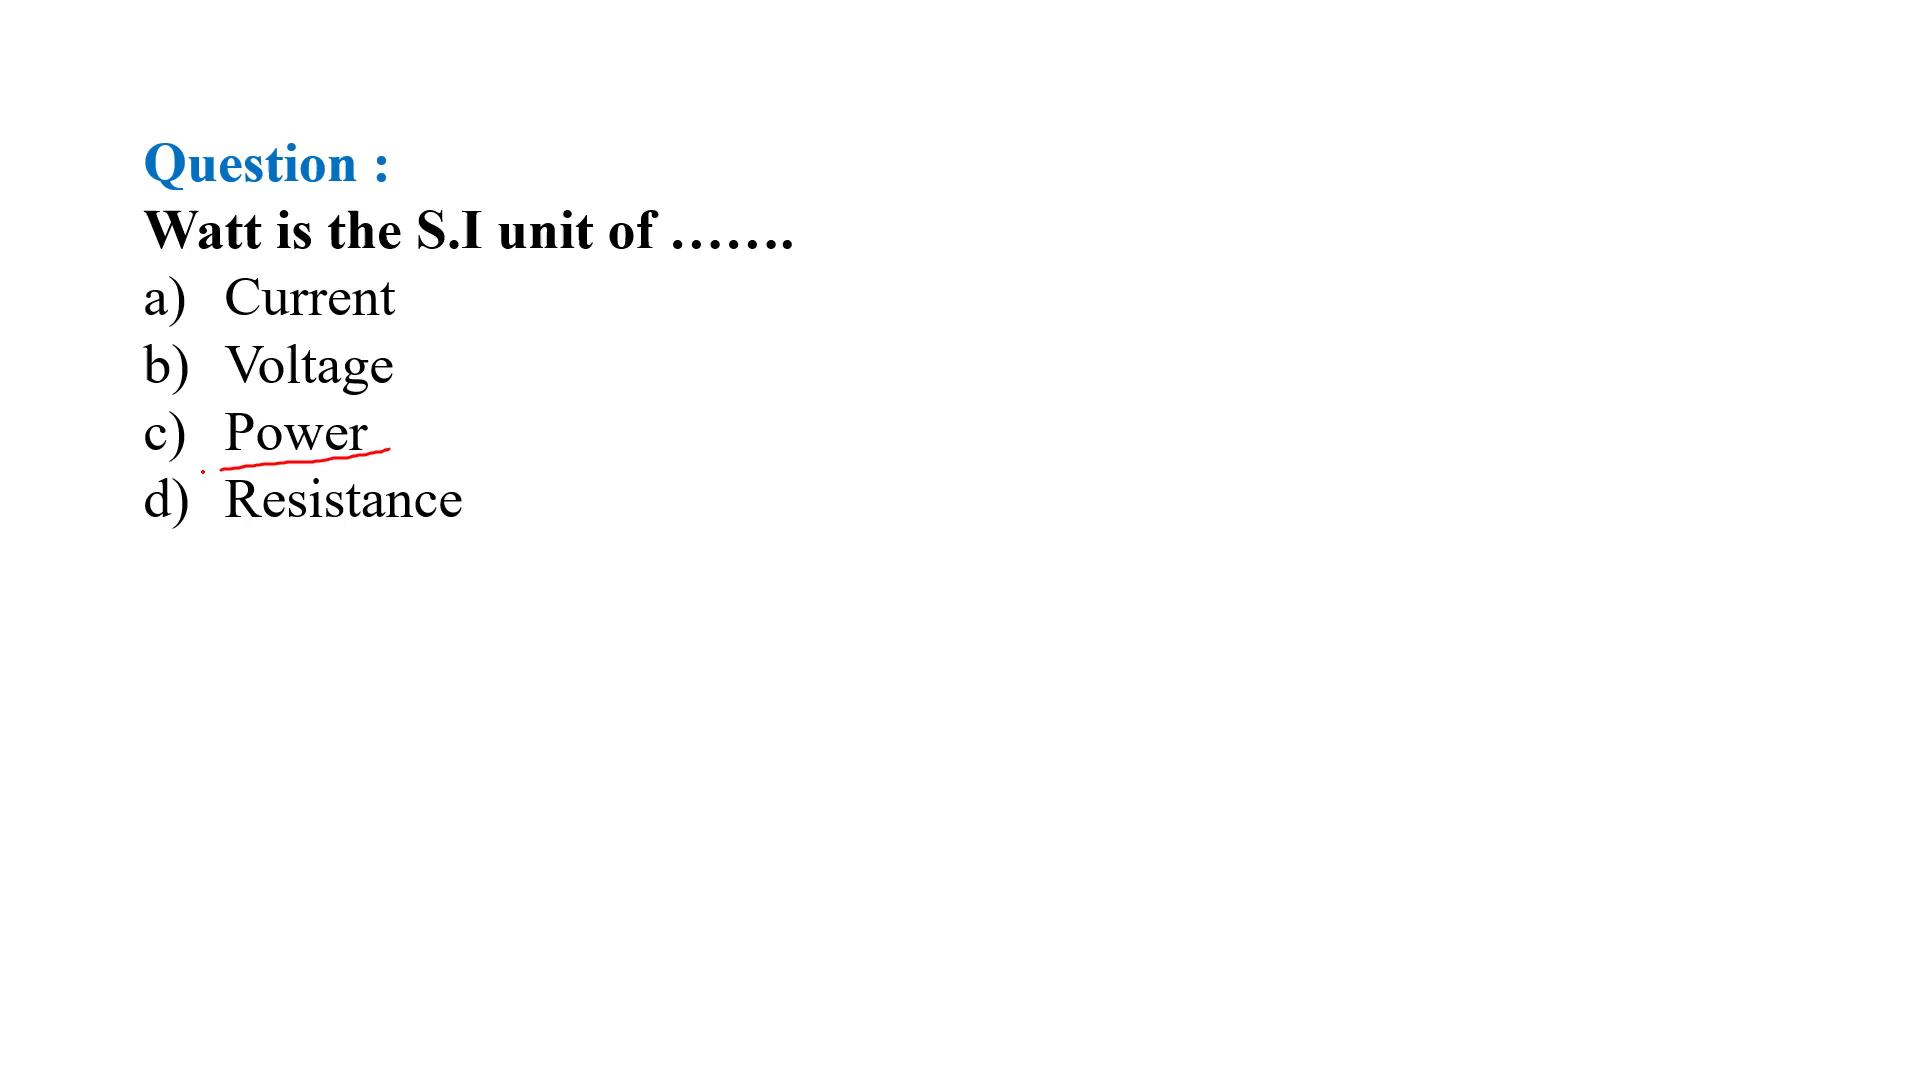 Question :
Watt is the S.I unit of …….
a) Current
b) Voltage
c) Power
d) Resistance